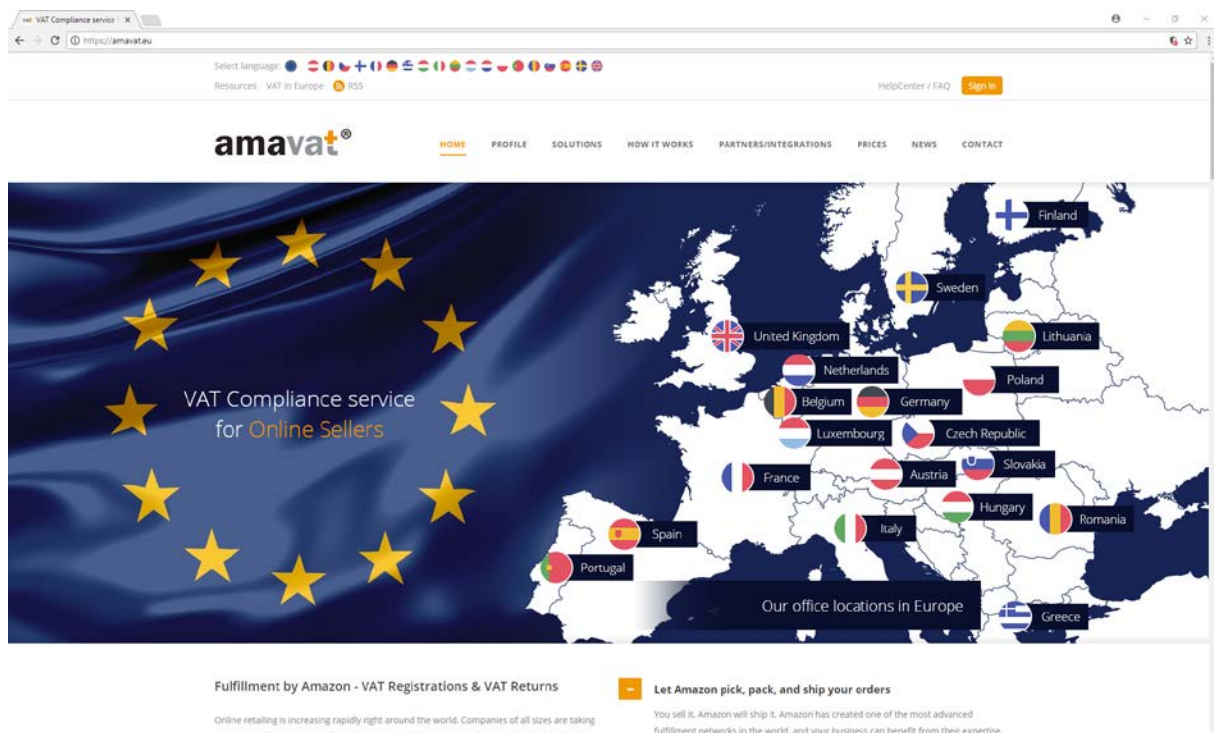 vat VAT Compliance service
https://amavat.eu
Select language:
Resources VAT in Europe RSS
HelpCenter / FAQ Sign In
amavat®
HOME PROFILE SOLUTIONS HOW IT WORKS PARTNERS/INTEGRATIONS PRICES NEWS CONTACT
VAT Compliance service
for Online Sellers
Finland
Sweden
United Kingdom
Lithuania
Netherlands
Poland
Belgium
Germany
Luxembourg
Czech Republic
France
Austria
Slovakia
Hungary
Romania
Spain
Italy
Portugal
Our office locations in Europe
Greece
Fulfillment by Amazon - VAT Registrations & VAT Returns
Online retailing is increasing rapidly right around the world. Companies of all sizes are taking
Let Amazon pick, pack, and ship your orders
You sell it, Amazon will ship it. Amazon has created one of the most advanced
fulfillment networks in the world, and your business can benefit from their expertise.